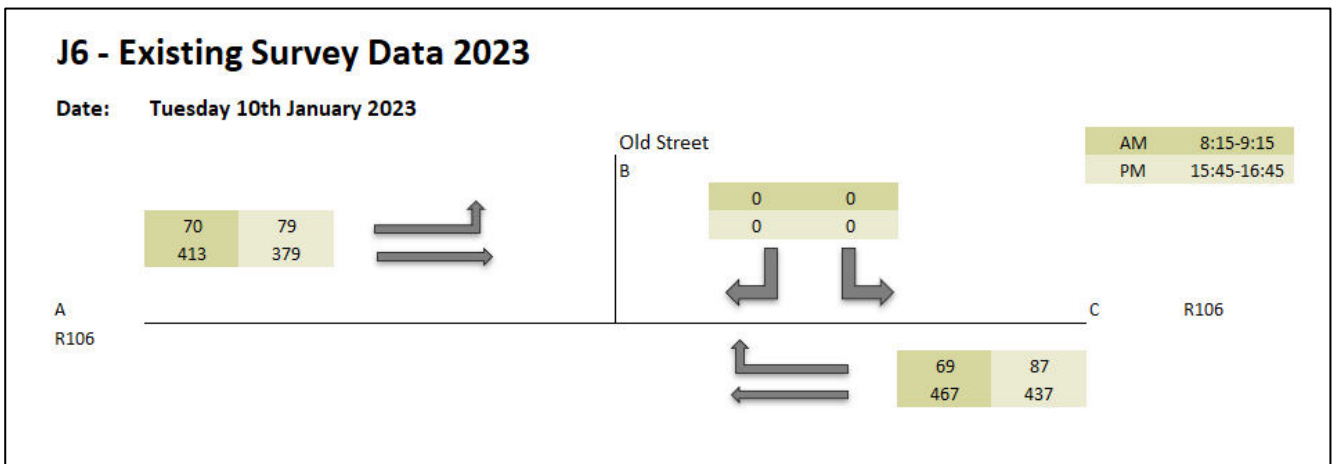 J6 - Existing Survey Data 2023
Date: Tuesday 10th January 2023
Old Street
B
AM 8:15-9:15
PM 15:45-16:45
0 0
0 0
70 79
413 379
A
R106
C R106
69 87
467 437